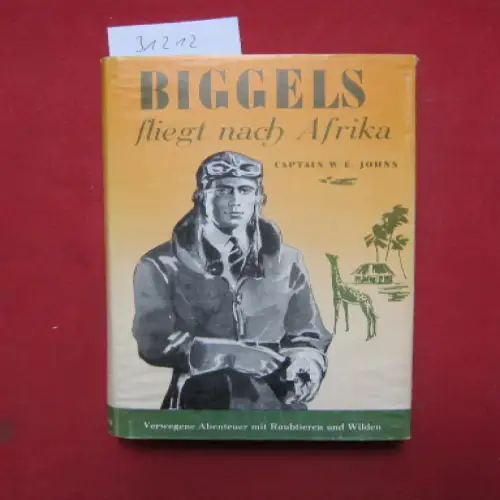 31212
BIGGELS
fliegt nach Afrika
CAPTAIN W. E. JOHNS
Verwegene Abenteuer mit Raubtieren und Wilden